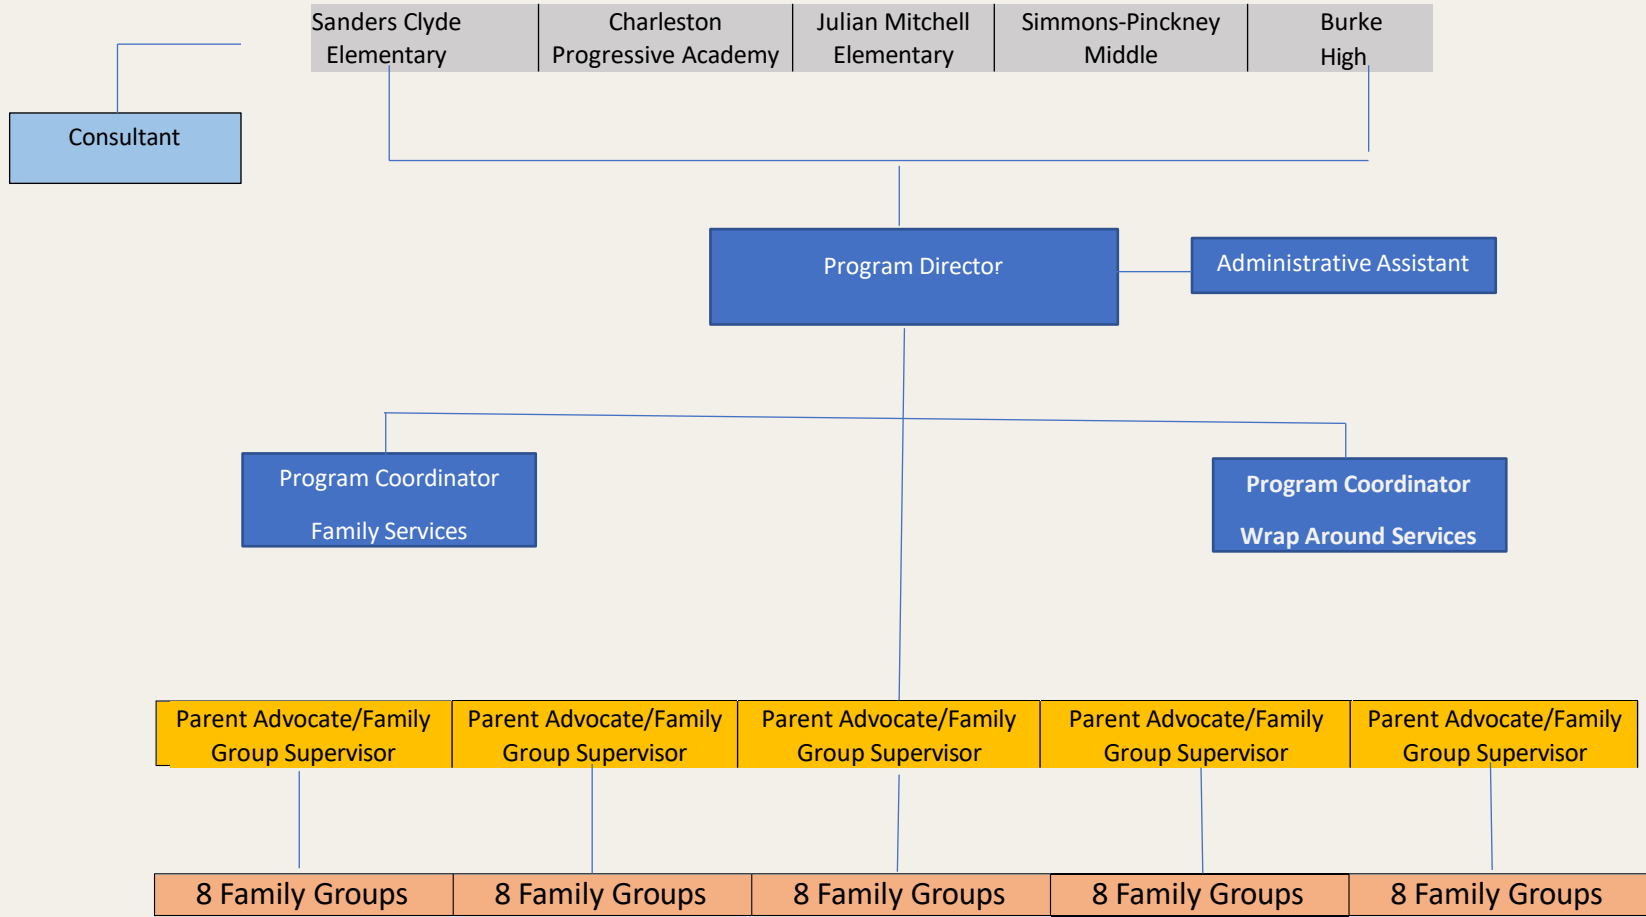 Sanders Clyde
Elementary
Charleston
Progressive Academy
Julian Mitchell
Elementary
Simmons-Pinckney
Middle
Burke
High
Consultant
Program Director
Administrative Assistant
Program Coordinator
Family Services
Program Coordinator
Wrap Around Services
Parent Advocate/Family
Group Supervisor
Parent Advocate/Family
Group Supervisor
Parent Advocate/Family
Group Supervisor
Parent Advocate/Family
Group Supervisor
Parent Advocate/Family
Group Supervisor
8 Family Groups
8 Family Groups
8 Family Groups
8 Family Groups
8 Family Groups